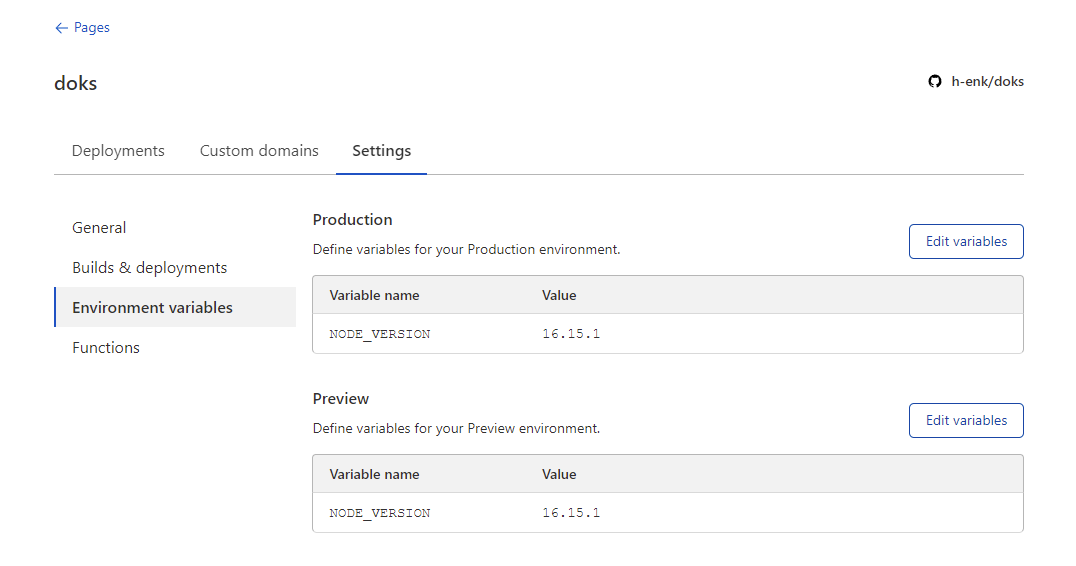 ← Pages
doks
h-enk/doks
Deployments Custom domains Settings
General
Builds & deployments
Environment variables
Functions
Production
Define variables for your Production environment.
Edit variables
Variable name Value
NODE_VERSION 16.15.1
Preview
Define variables for your Preview environment.
Edit variables
Variable name Value
NODE_VERSION 16.15.1